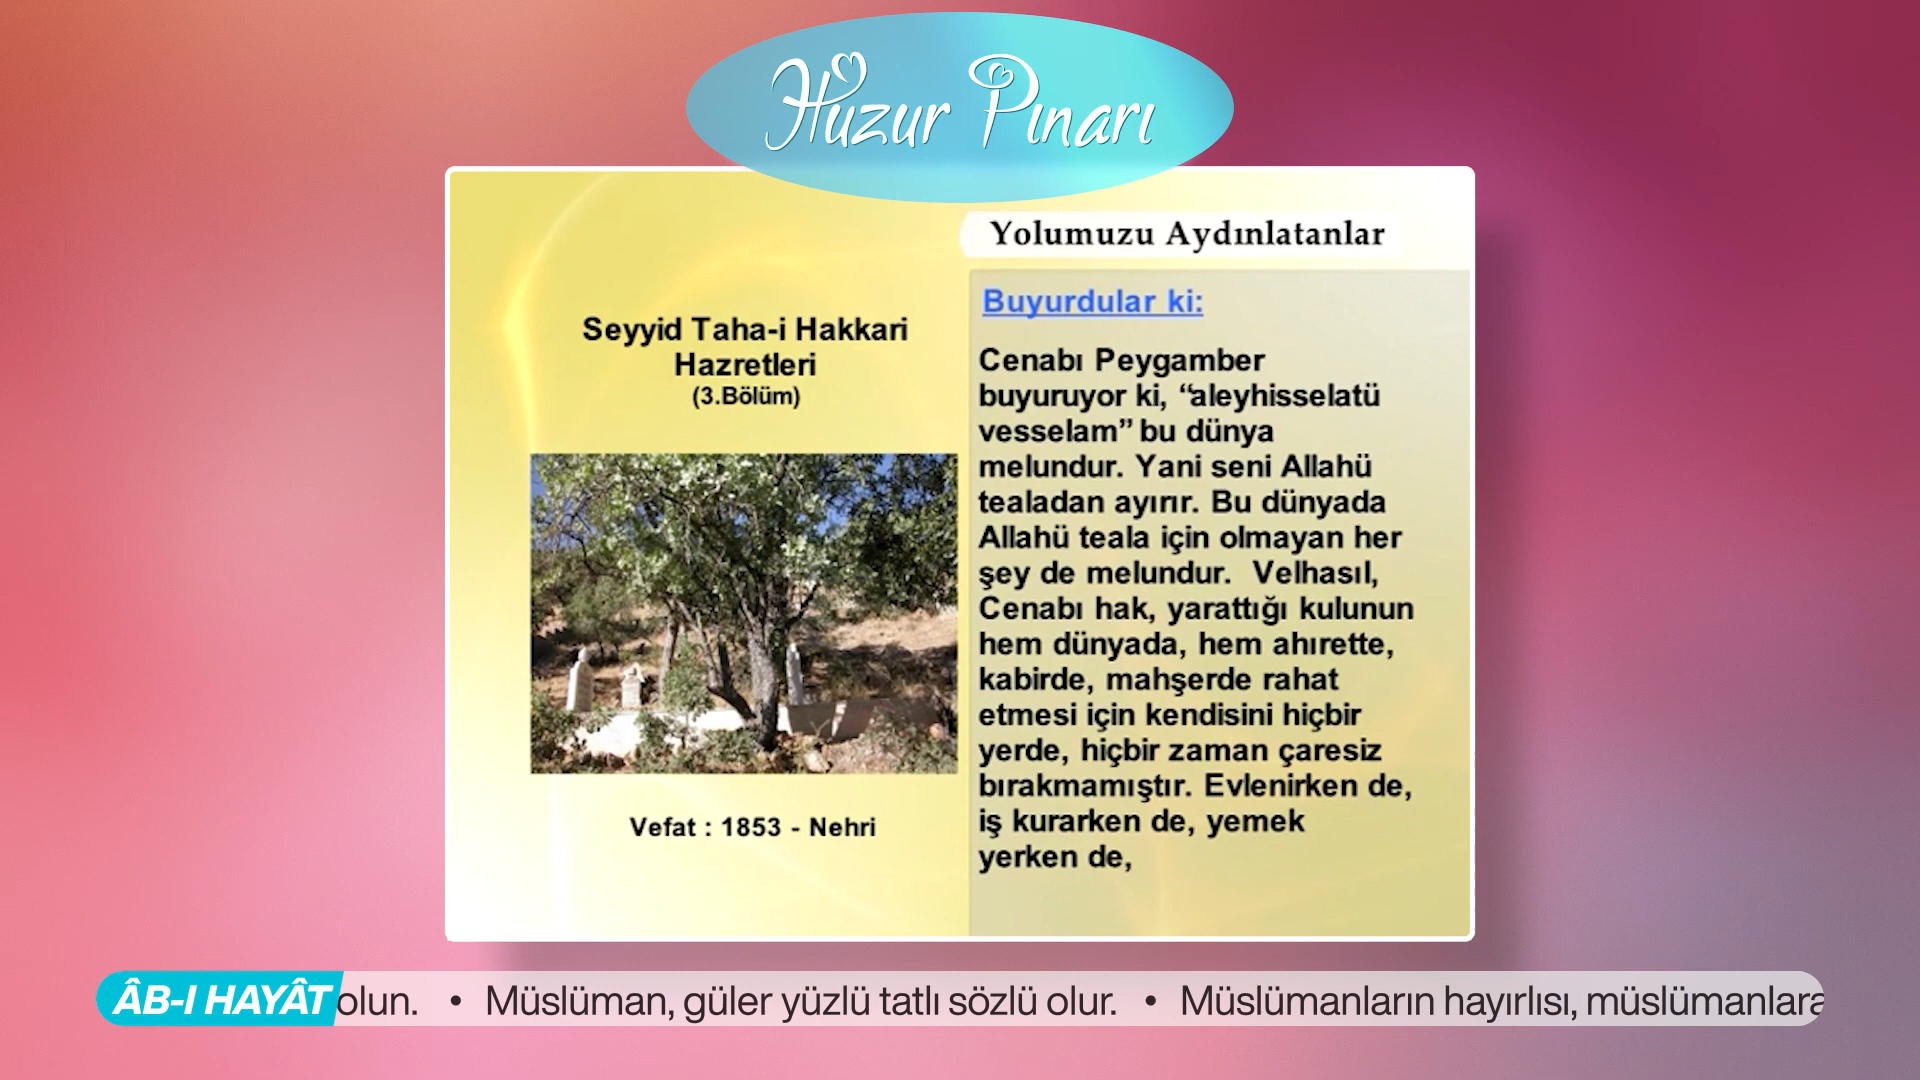 Huzur Pınarı
Yolumuzu Aydınlatanlar
Seyyid Taha-i Hakkari
Hazretleri
(3.Bölüm)
Vefat : 1853 - Nehri
Buyurdular ki:
Cenabı Peygamber
buyuruyor ki, “aleyhisselatü
vesselam” bu dünya
melundur. Yani seni Allahü
tealadan ayırır. Bu dünyada
Allahü teala için olmayan her
şey de melundur. Velhasıl,
Cenabı hak, yarattığı kulunun
hem dünyada, hem ahırette,
kabirde, mahşerde rahat
etmesi için kendisini hiçbir
yerde, hiçbir zaman çaresiz
bırakmamıştır. Evlenirken de,
iş kurarken de, yemek
yerken de,
ÂB-I HAYÂT olun. • Müslüman, güler yüzlü tatlı sözlü olur. • Müslümanların hayırlısı, müslümanlara